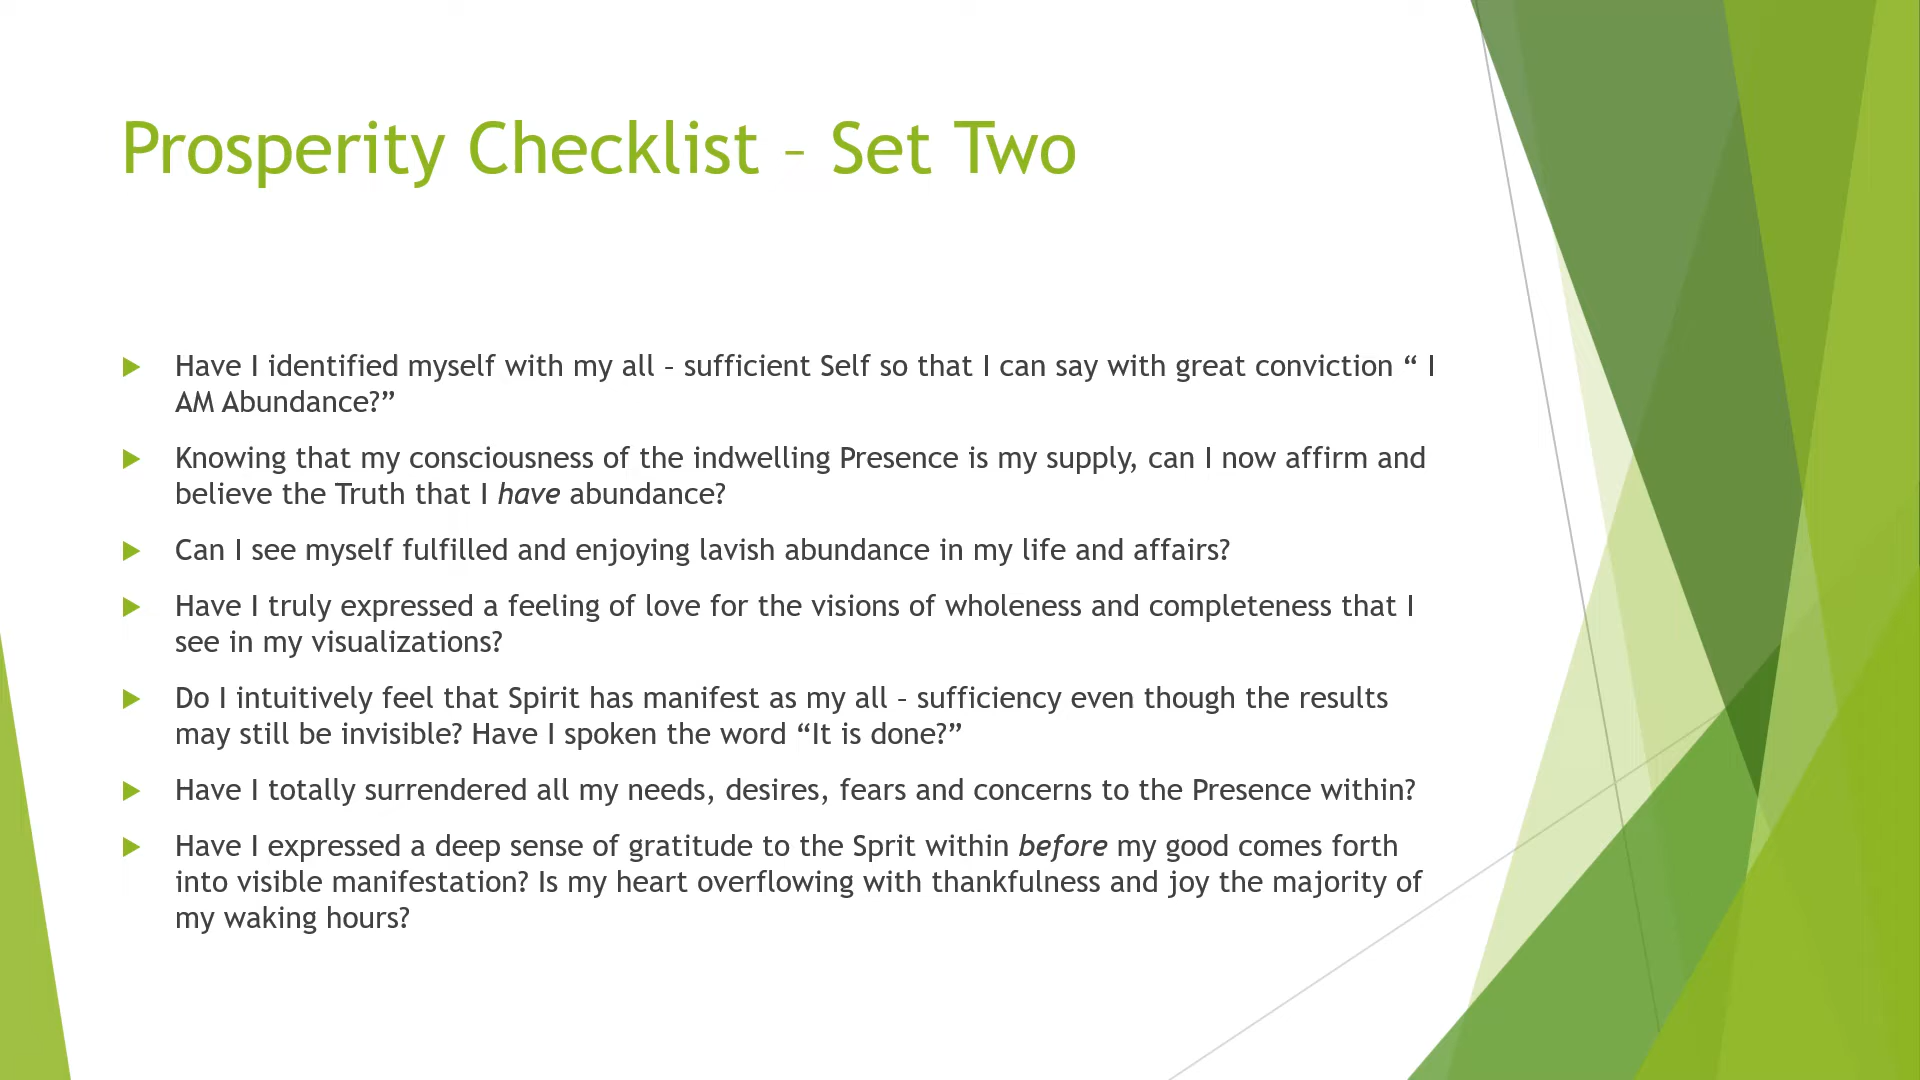 Prosperity Checklist – Set Two
Have I identified myself with my all – sufficient Self so that I can say with great conviction “ I
AM Abundance?”
Knowing that my consciousness of the indwelling Presence is my supply, can I now affirm and
believe the Truth that I have abundance?
Can I see myself fulfilled and enjoying lavish abundance in my life and affairs?
Have I truly expressed a feeling of love for the visions of wholeness and completeness that I
see in my visualizations?
Do I intuitively feel that Spirit has manifest as my all – sufficiency even though the results
may still be invisible? Have I spoken the word “It is done?”
Have I totally surrendered all my needs, desires, fears and concerns to the Presence within?
Have I expressed a deep sense of gratitude to the Sprit within before my good comes forth
into visible manifestation? Is my heart overflowing with thankfulness and joy the majority of
my waking hours?